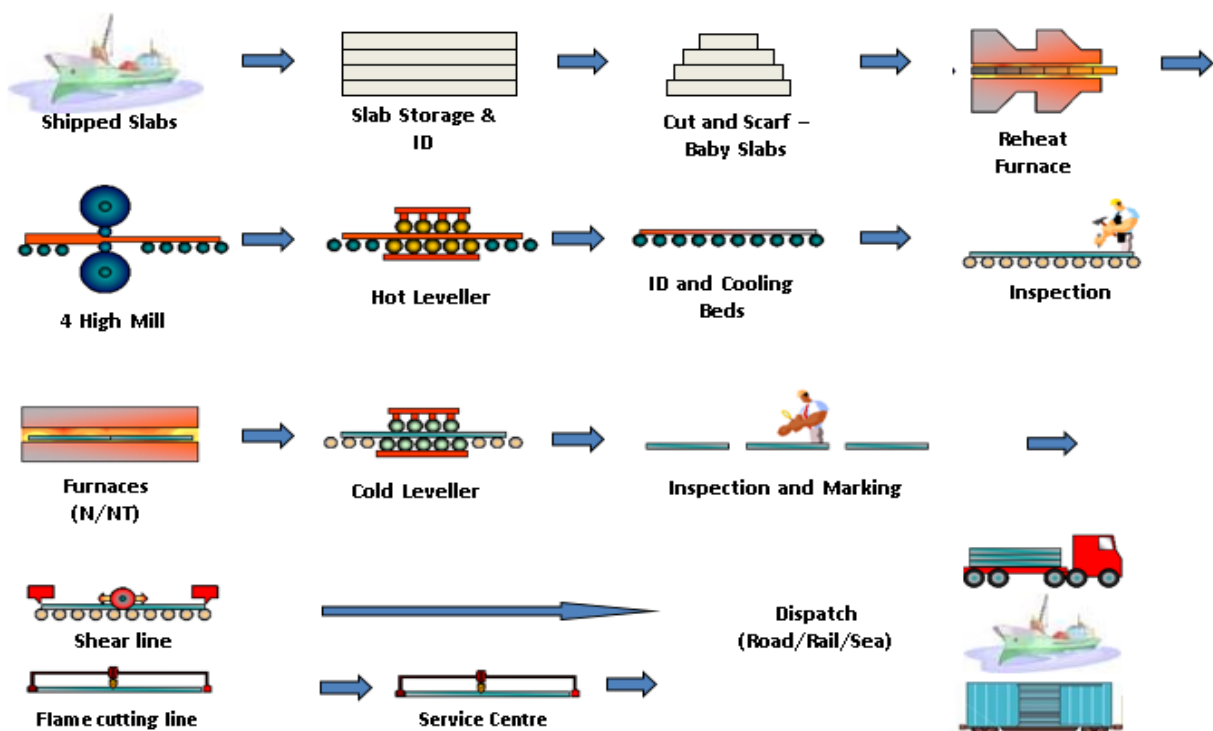 Shipped Slabs
Slab Storage &
ID
Cut and Scarf –
Baby Slabs
Reheat
Furnace
4 High Mill
Hot Leveller
ID and Cooling
Beds
Inspection
Furnaces
(N/NT)
Cold Leveller
Inspection and Marking
Shear line
Dispatch
(Road/Rail/Sea)
Flame cutting line
Service Centre